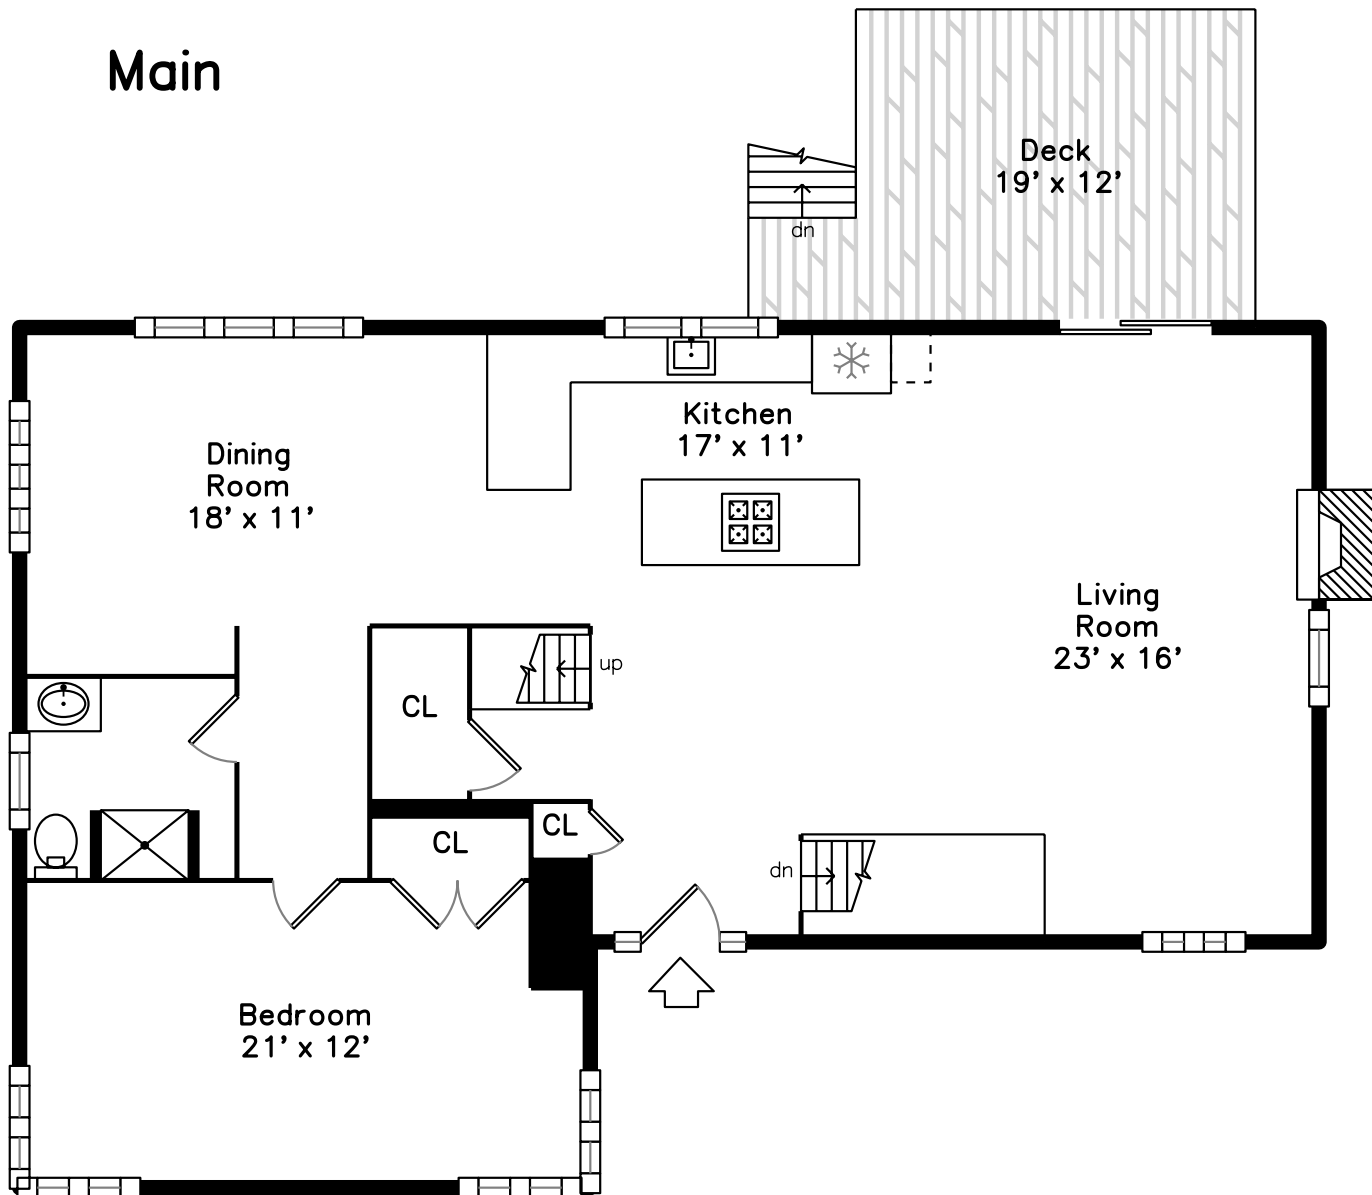 Main
Deck
19' x 12'
dn
Kitchen
17' x 11'
Dining
Room
18' x 11'
Living
Room
23' x 16'
up
CL
CL
CL
dn
Bedroom
21' x 12'